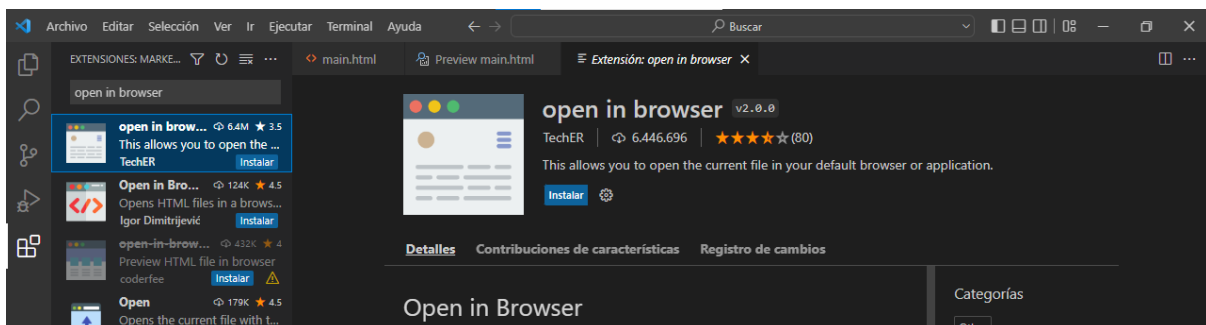 Archivo Editar Selección Ver Ir Ejecutar Terminal Ayuda
Buscar
EXTENSIONES: MARKE...
main.html
Preview main.html
Extensión: open in browser
open in browser
open in brow... 6.4M ★ 3.5
This allows you to open the ...
TechER Instalar
Open in Bro... 124K ★ 4.5
Opens HTML files in a brows...
Igor Dimitrijević Instalar
open-in-brow... 432K ★ 4
Preview HTML file in browser
coderfee Instalar
Open 179K ★ 4.5
Opens the current file with t...
open in browser v2.0.0
TechER 6.446.696 (80)
This allows you to open the current file in your default browser or application.
Instalar
Detalles Contribuciones de características Registro de cambios
Open in Browser
Categorías